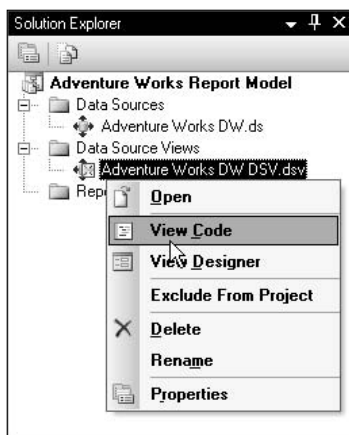 Solution Explorer
Adventure Works Report Model
Data Sources
Adventure Works DW.ds
Data Source Views
Adventure Works DW DSV.dsv
Rep
Open
View Code
View Designer
Exclude From Project
Delete
Rename
Properties